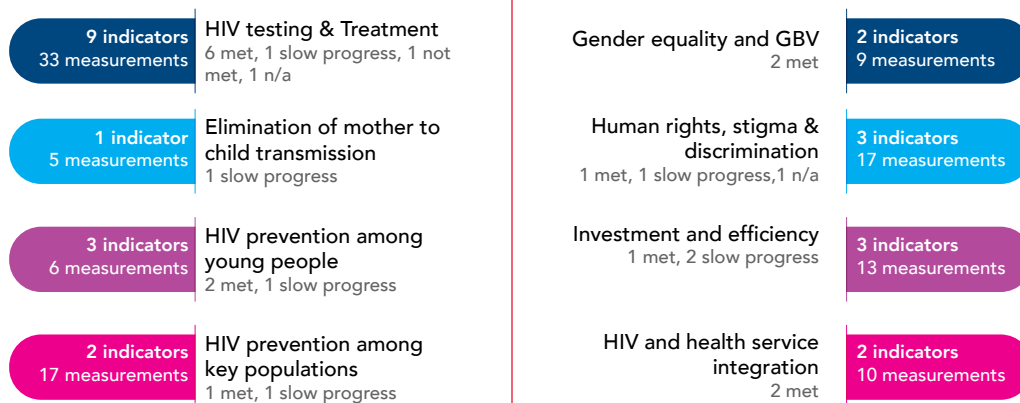 9 indicators
33 measurements
HIV testing & Treatment
6 met, 1 slow progress, 1 not
met, 1 n/a
1 indicator
5 measurements
Elimination of mother to
child transmission
1 slow progress
3 indicators
6 measurements
HIV prevention among
young people
2 met, 1 slow progress
2 indicators
17 measurements
HIV prevention among
key populations
1 met, 1 slow progress
Gender equality and GBV
2 met
2 indicators
9 measurements
Human rights, stigma &
discrimination
1 met, 1 slow progress,1 n/a
3 indicators
17 measurements
Investment and efficiency
1 met, 2 slow progress
3 indicators
13 measurements
HIV and health service
integration
2 met
2 indicators
10 measurements